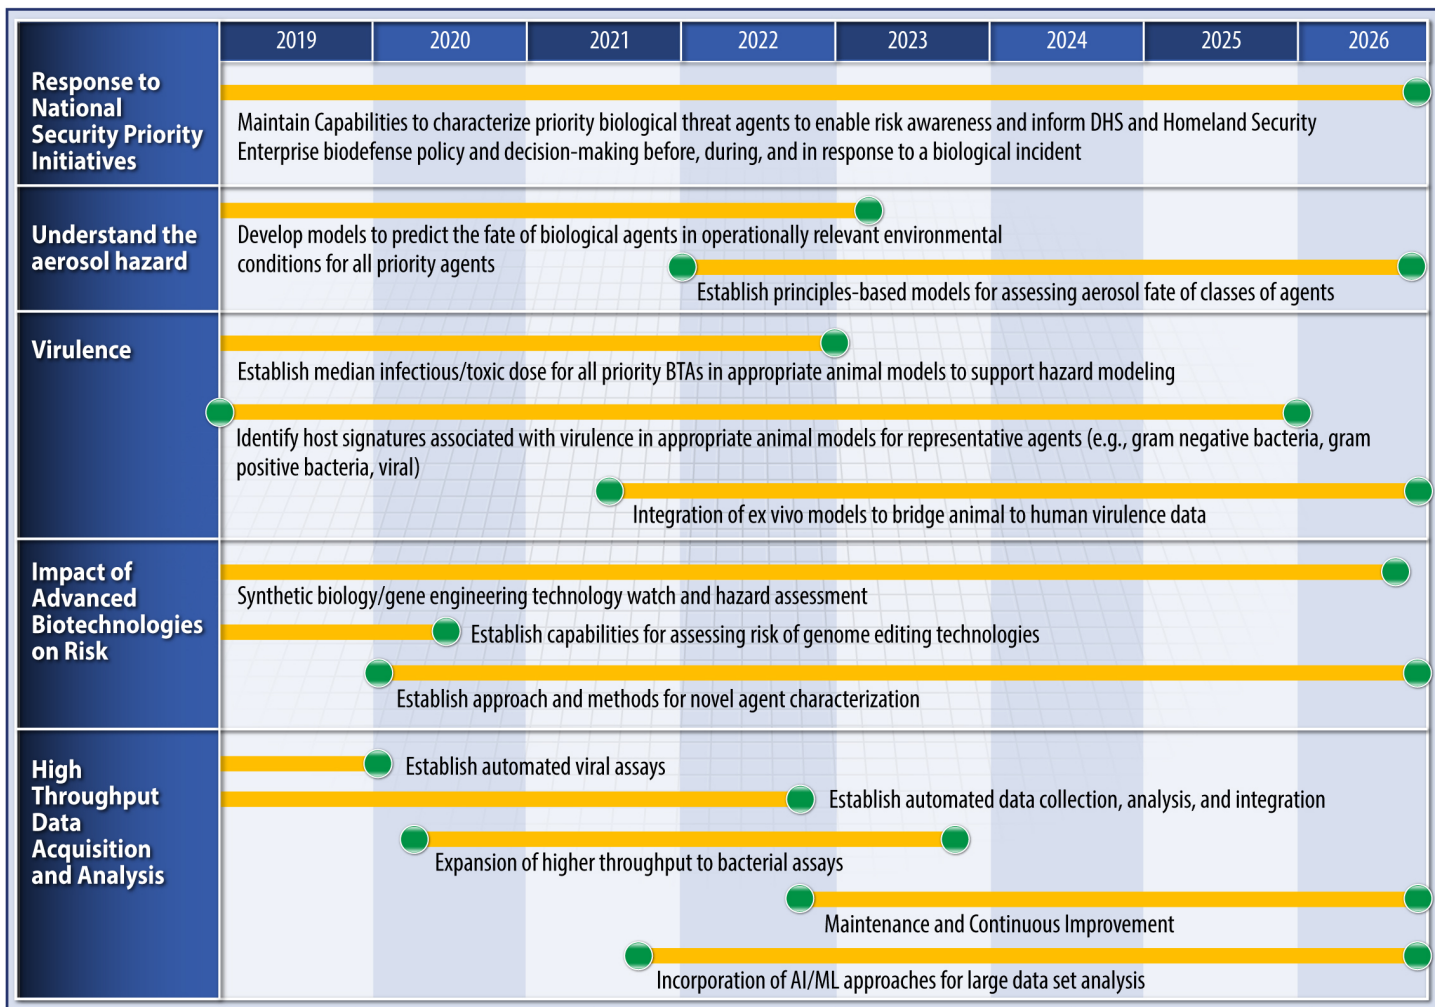 2019 2020 2021 2022 2023 2024 2025 2026
Response to
National
Security Priority
Initiatives
Maintain Capabilities to characterize priority biological threat agents to enable risk awareness and inform DHS and Homeland Security
Enterprise biodefense policy and decision-making before, during, and in response to a biological incident
Understand the
aerosol hazard
Develop models to predict the fate of biological agents in operationally relevant environmental
conditions for all priority agents
Establish principles-based models for assessing aerosol fate of classes of agents
Virulence
Establish median infectious/toxic dose for all priority BTAs in appropriate animal models to support hazard modeling
Identify host signatures associated with virulence in appropriate animal models for representative agents (e.g., gram negative bacteria, gram
positive bacteria, viral)
Integration of ex vivo models to bridge animal to human virulence data
Impact of
Advanced
Biotechnologies
on Risk
Synthetic biology/gene engineering technology watch and hazard assessment
Establish capabilities for assessing risk of genome editing technologies
Establish approach and methods for novel agent characterization
High
Throughput
Data
Acquisition
and Analysis
Establish automated viral assays
Establish automated data collection, analysis, and integration
Expansion of higher throughput to bacterial assays
Maintenance and Continuous Improvement
Incorporation of AI/ML approaches for large data set analysis